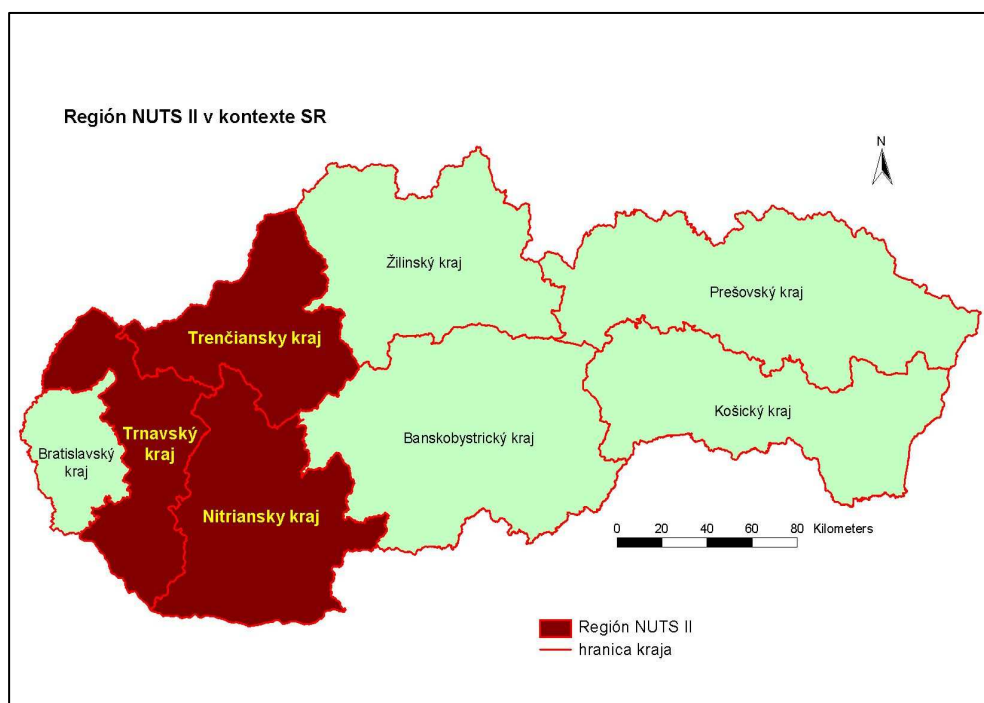 Región NUTS II v kontexte SR
N
Žilinský kraj
Prešovský kraj
Trenčiansky kraj
Košický kraj
Trnavský
kraj
Banskobystrický kraj
Bratislavský
kraj
Nitriansky kraj
0 20 40 60 80 Kilometers
Región NUTS II
hranica kraja